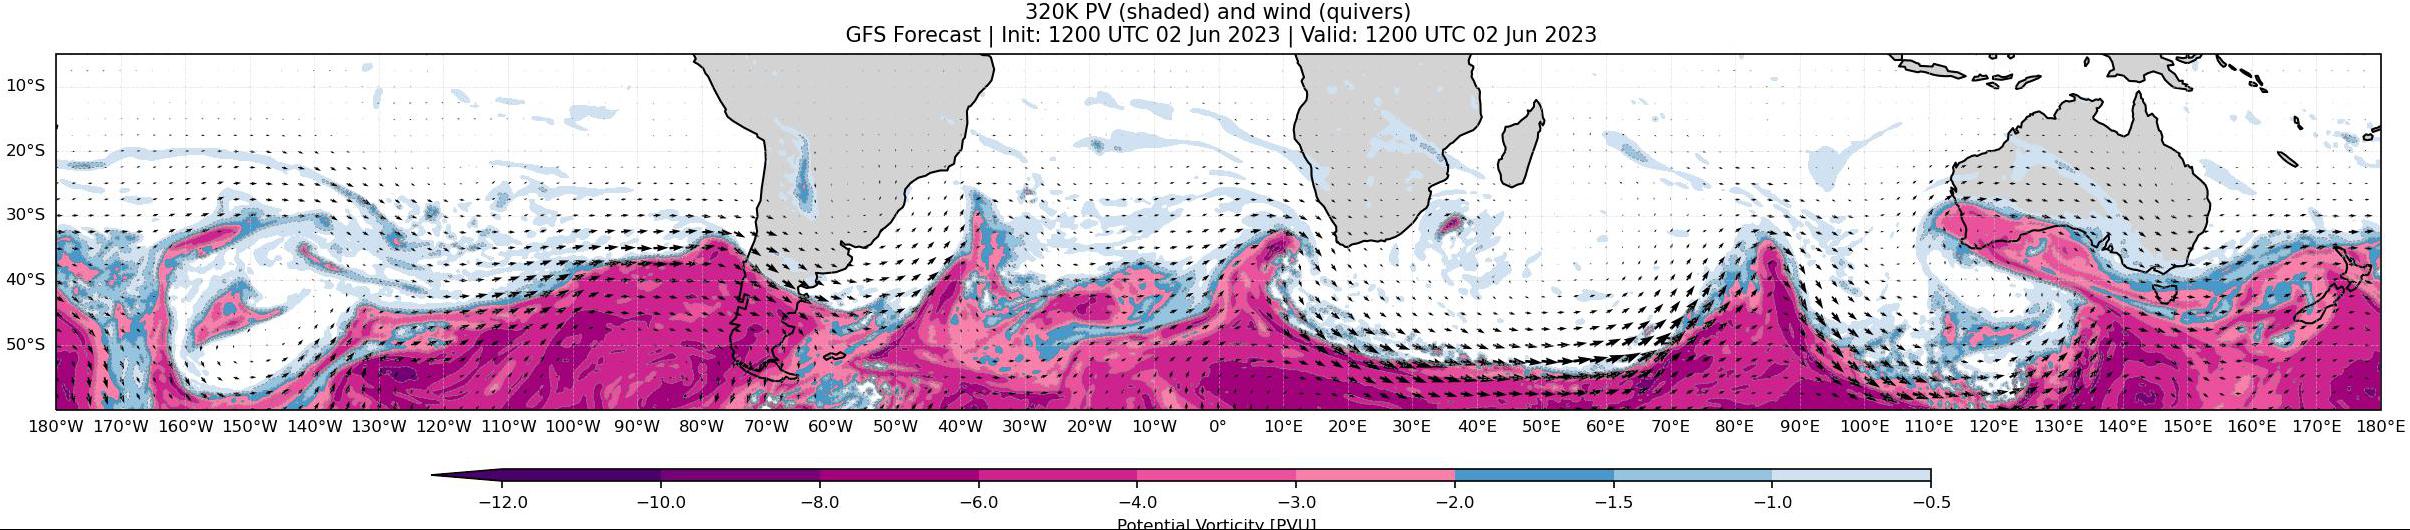 320K PV (shaded) and wind (quivers)
GFS Forecast | Init: 1200 UTC 02 Jun 2023 | Valid: 1200 UTC 02 Jun 2023
10°S
20°S
30°S
40°S
50°S
180°W 170°W 160°W 150°W 140°W 130°W 120°W 110°W 100°W 90°W 80°W 70°W 60°W 50°W 40°W 30°W 20°W 10°W 0° 10°E 20°E 30°E 40°E 50°E 60°E 70°E 80°E 90°E 100°E 110°E 120°E 130°E 140°E 150°E 160°E 170°E 180°E
−12.0 −10.0 −8.0 −6.0 −4.0 −3.0 −2.0 −1.5 −1.0 −0.5
Potential Vorticity [PVU]